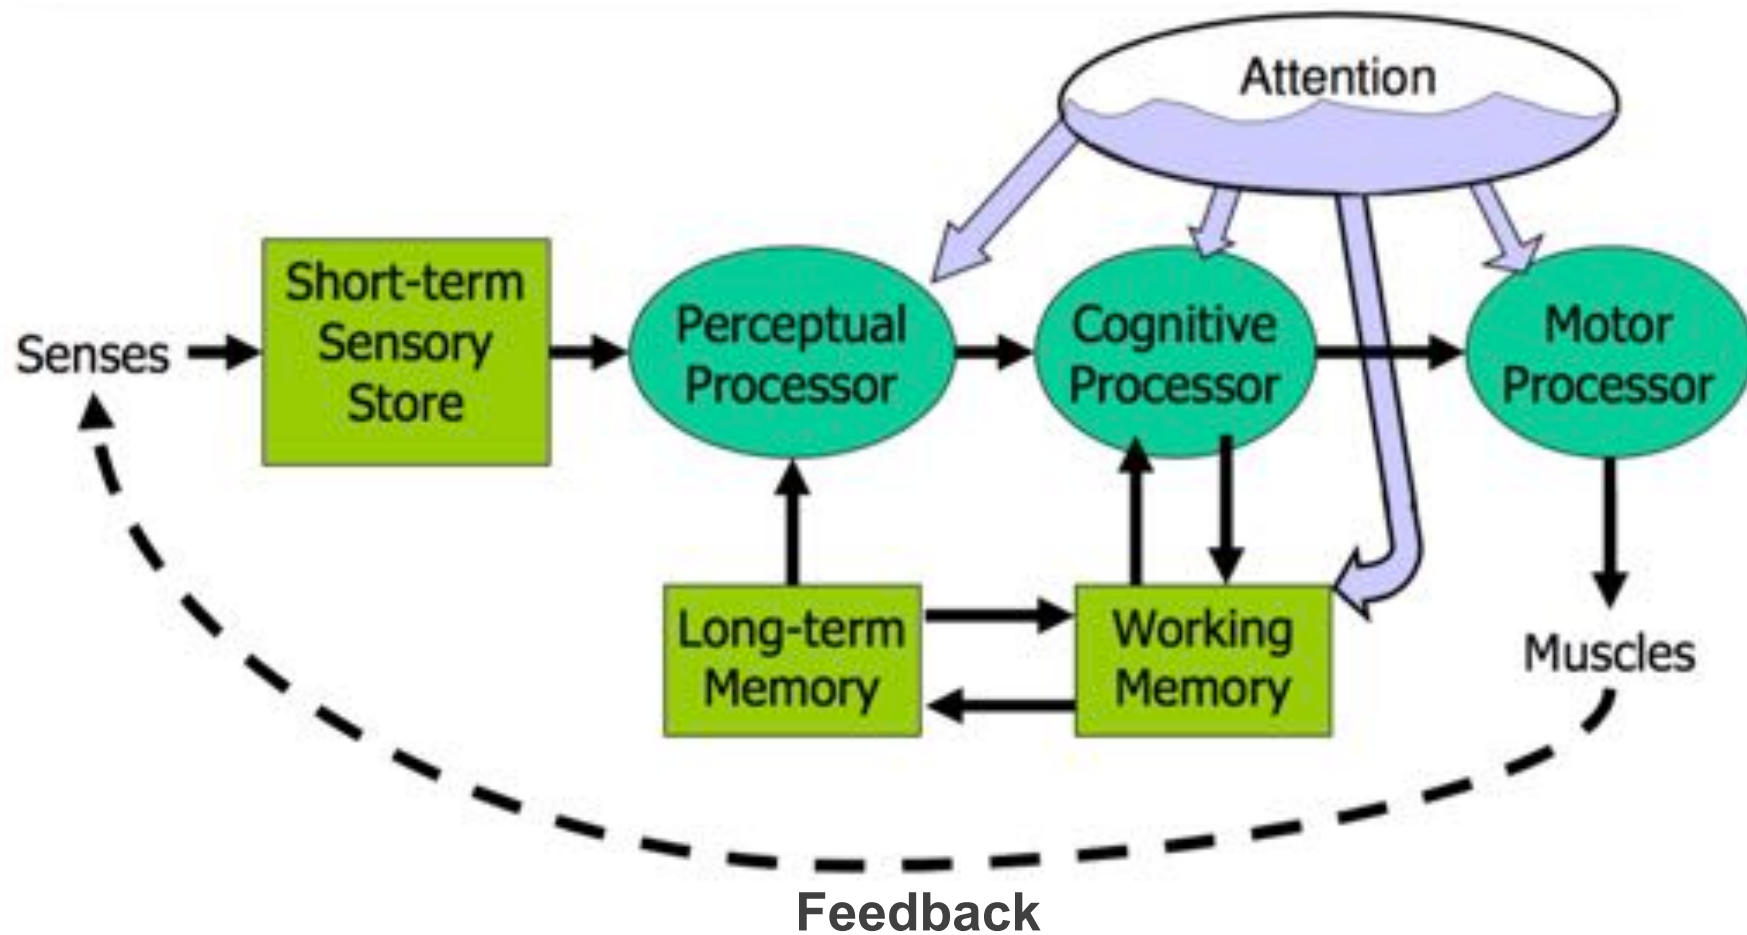 Attention
Short-term
Sensory
Store
Senses
Perceptual
Processor
Cognitive
Processor
Motor
Processor
Long-term
Memory
Working
Memory
Muscles
Feedback